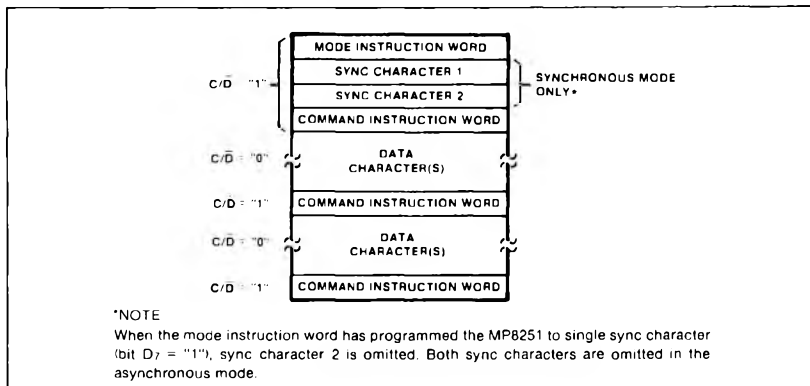 MODE INSTRUCTION WORD
SYNC CHARACTER 1
C/D̅ "1"
SYNCHRONOUS MODE
ONLY*
SYNC CHARACTER 2
COMMAND INSTRUCTION WORD
C/D̅ = "0"
DATA
CHARACTER(S)
C/D̅ = "1"
COMMAND INSTRUCTION WORD
C/D̅ = "0"
DATA
CHARACTER(S)
C/D̅ = "1"
COMMAND INSTRUCTION WORD
*NOTE
When the mode instruction word has programmed the MP8251 to single sync character
(bit D7 = "1"), sync character 2 is omitted. Both sync characters are omitted in the
asynchronous mode.